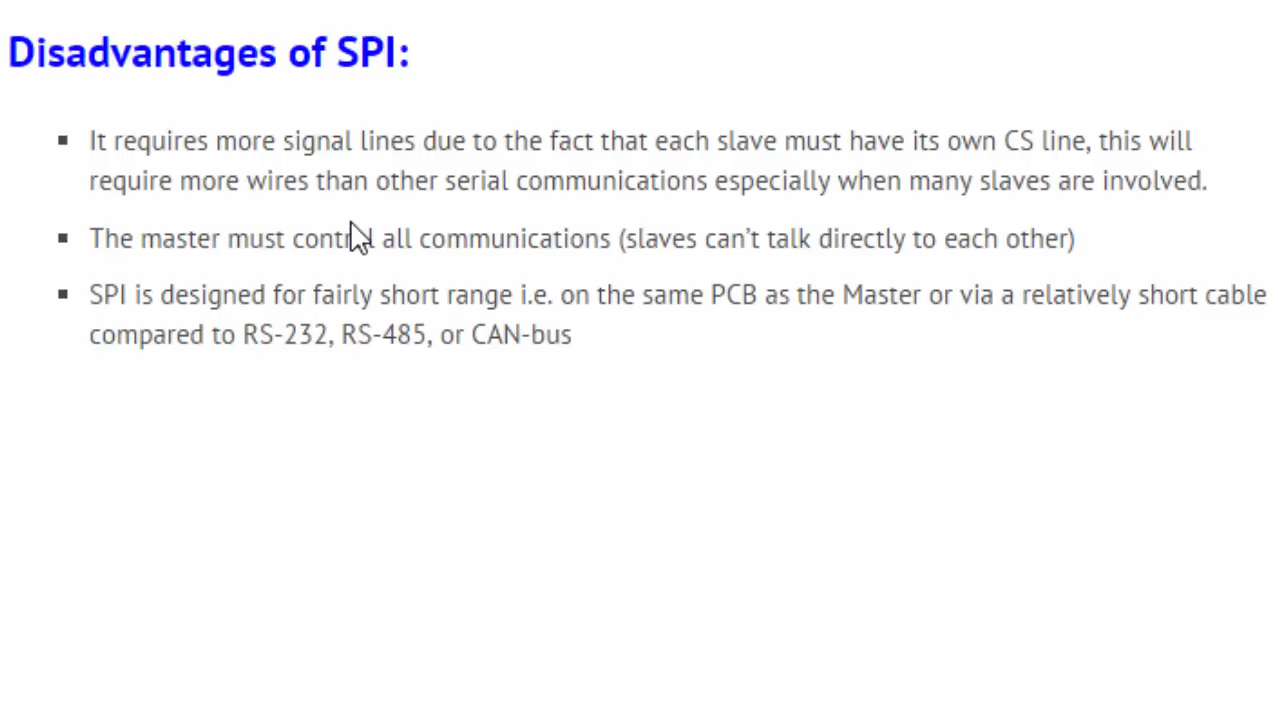 Disadvantages of SPI:
▪ It requires more signal lines due to the fact that each slave must have its own CS line, this will
require more wires than other serial communications especially when many slaves are involved.
▪ The master must control all communications (slaves can’t talk directly to each other)
▪ SPI is designed for fairly short range i.e. on the same PCB as the Master or via a relatively short cable
compared to RS-232, RS-485, or CAN-bus